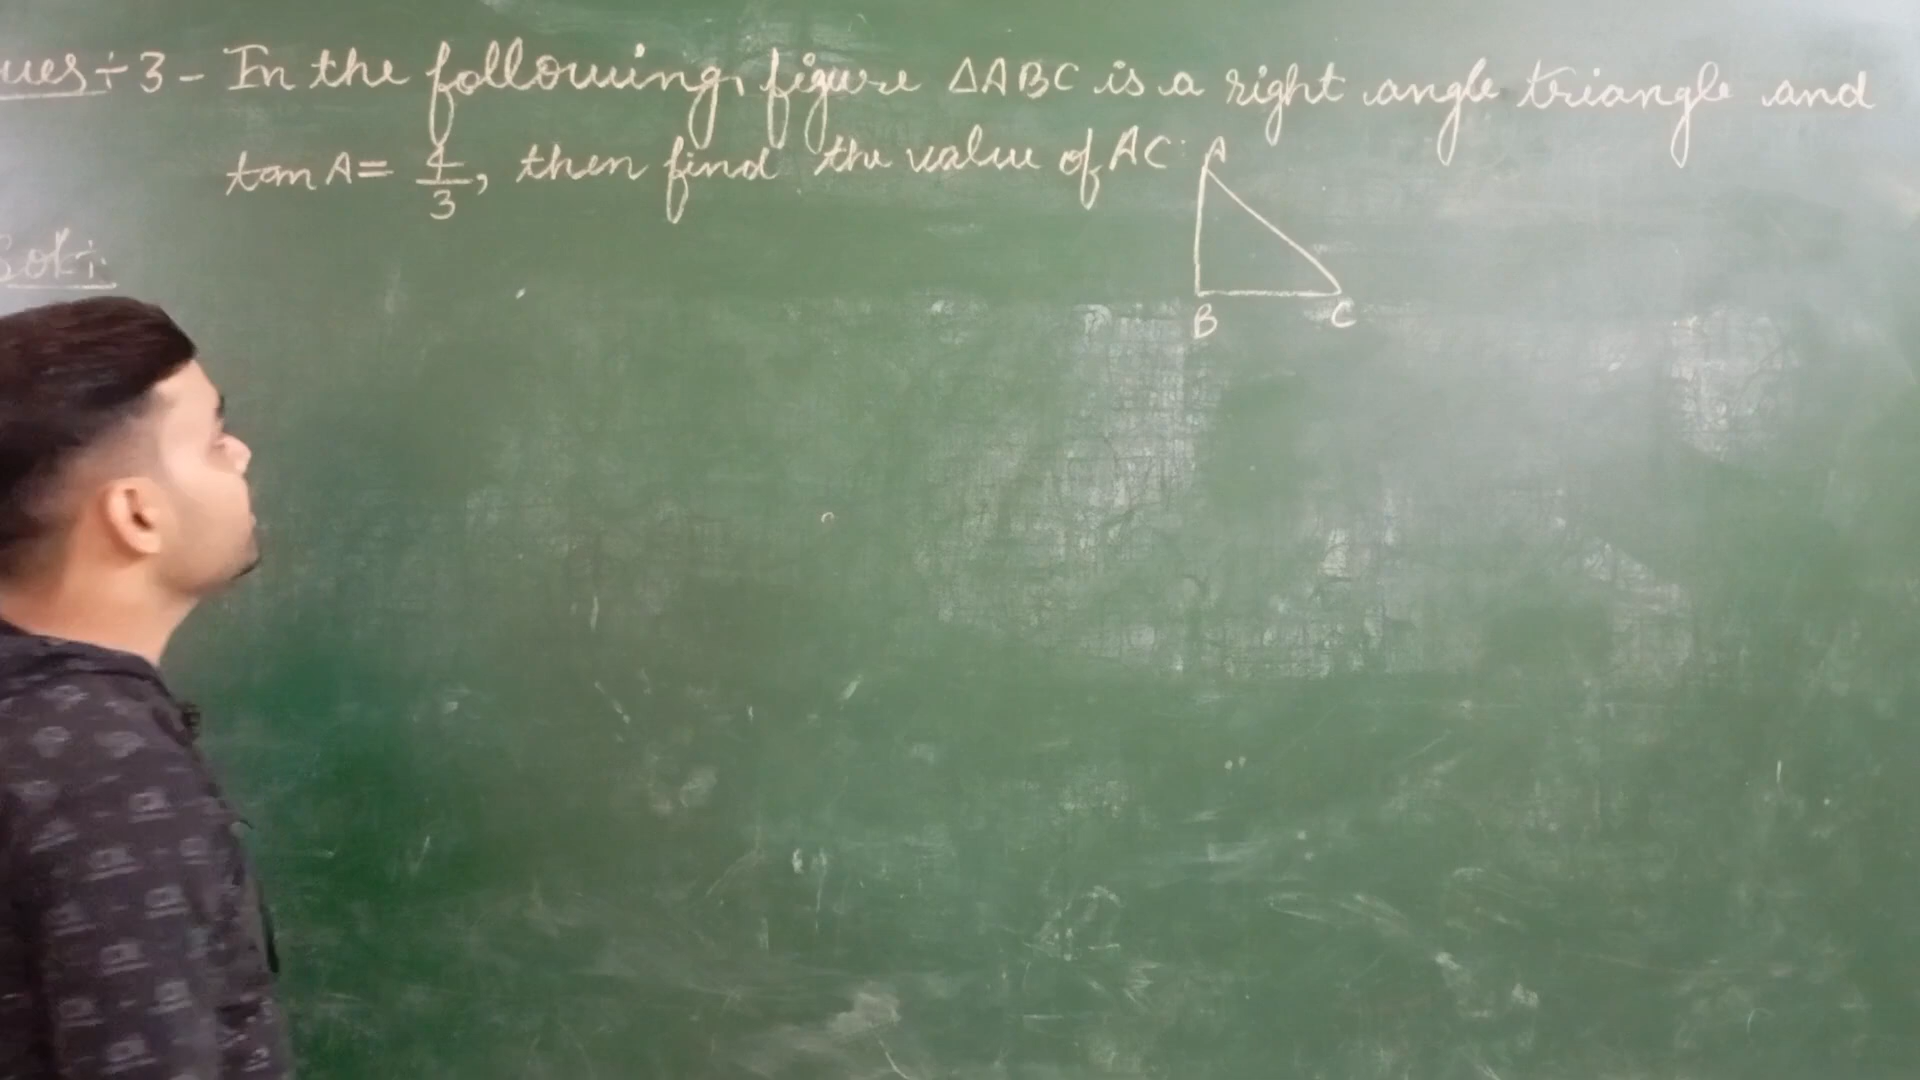 ues÷3- In the following, figure ΔABC is a right angle triangle and
tan A = 4/3, then find the value of AC.
Sol÷
A
B C